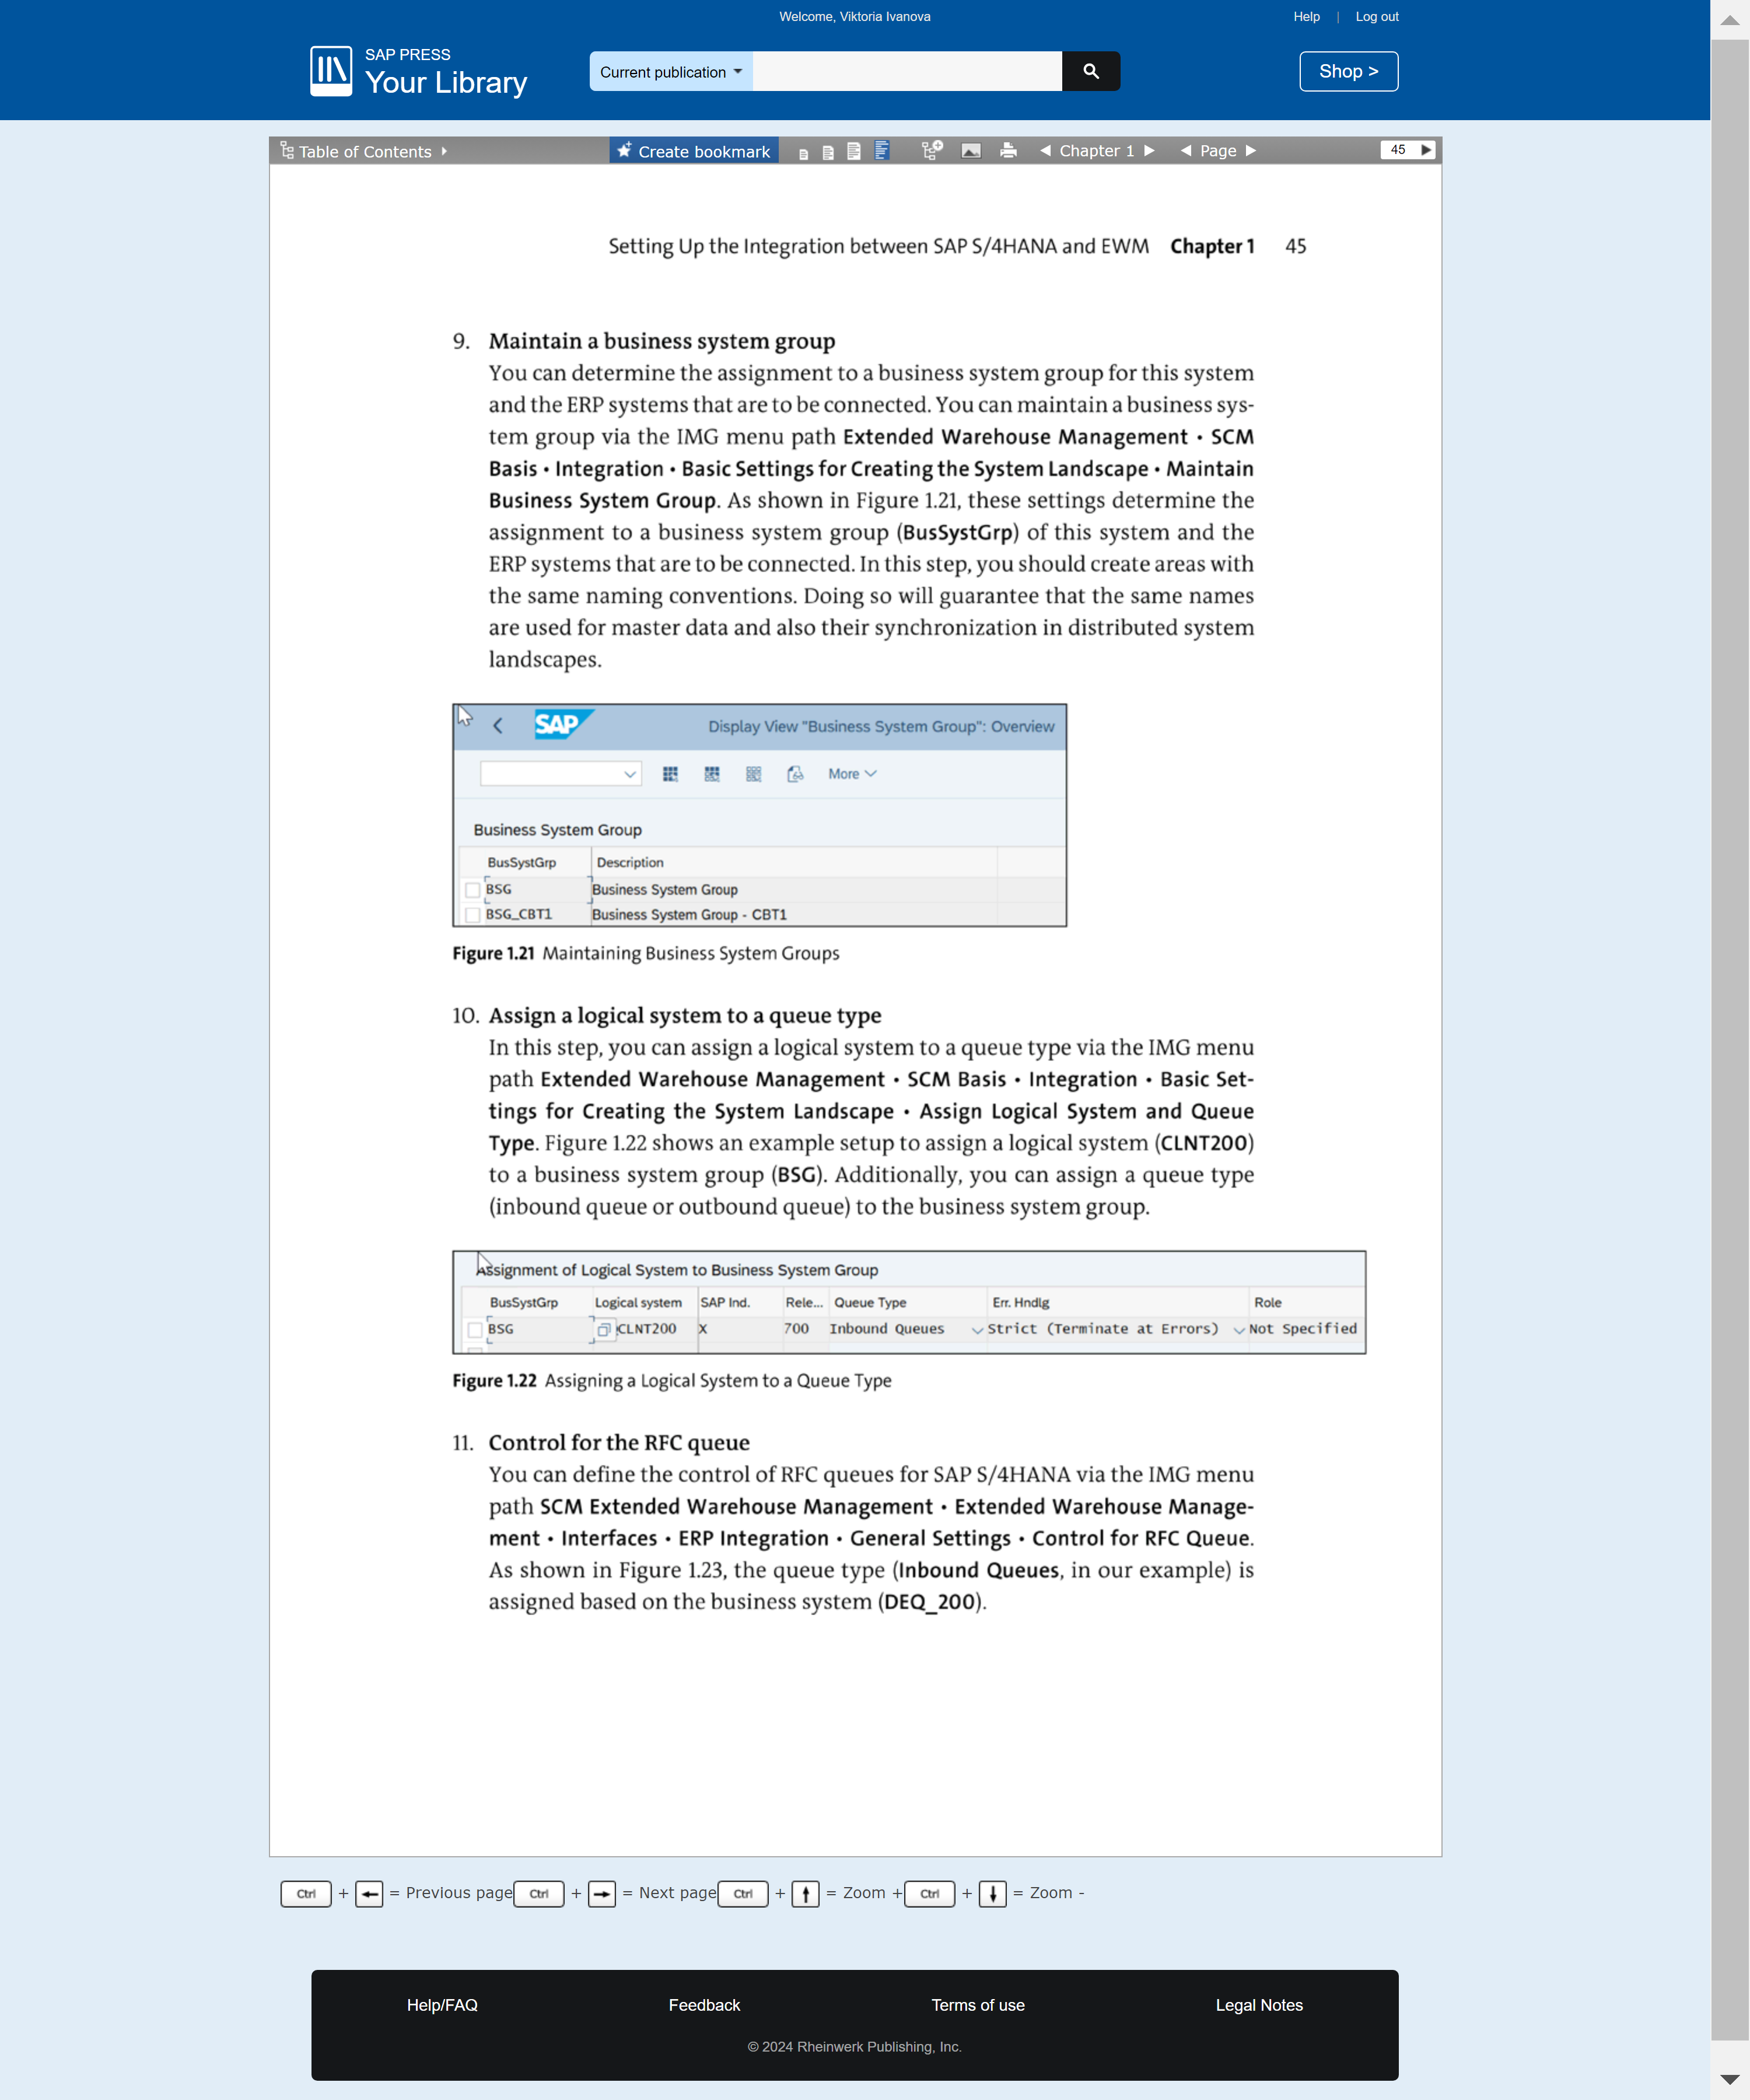 Welcome, Viktoria Ivanova
Help | Log out
SAP PRESS
Your Library
Current publication
Shop >
Table of Contents
Create bookmark
Chapter 1
Page
45
Setting Up the Integration between SAP S/4HANA and EWM Chapter 1 45
9. Maintain a business system group
You can determine the assignment to a business system group for this system
and the ERP systems that are to be connected. You can maintain a business sys-
tem group via the IMG menu path Extended Warehouse Management • SCM
Basis • Integration • Basic Settings for Creating the System Landscape • Maintain
Business System Group. As shown in Figure 1.21, these settings determine the
assignment to a business system group (BusSystGrp) of this system and the
ERP systems that are to be connected. In this step, you should create areas with
the same naming conventions. Doing so will guarantee that the same names
are used for master data and also their synchronization in distributed system
landscapes.
SAP
Display View "Business System Group": Overview
More
Business System Group
BusSystGrp Description
BSG Business System Group
BSG_CBT1 Business System Group - CBT1
Figure 1.21 Maintaining Business System Groups
10. Assign a logical system to a queue type
In this step, you can assign a logical system to a queue type via the IMG menu
path Extended Warehouse Management • SCM Basis • Integration • Basic Set-
tings for Creating the System Landscape • Assign Logical System and Queue
Type. Figure 1.22 shows an example setup to assign a logical system (CLNT200)
to a business system group (BSG). Additionally, you can assign a queue type
(inbound queue or outbound queue) to the business system group.
Assignment of Logical System to Business System Group
BusSystGrp Logical system SAP Ind. Rele... Queue Type Err. Hndlg Role
BSG CLNT200 X 700 Inbound Queues Strict (Terminate at Errors) Not Specified
Figure 1.22 Assigning a Logical System to a Queue Type
11. Control for the RFC queue
You can define the control of RFC queues for SAP S/4HANA via the IMG menu
path SCM Extended Warehouse Management • Extended Warehouse Manage-
ment • Interfaces • ERP Integration • General Settings • Control for RFC Queue.
As shown in Figure 1.23, the queue type (Inbound Queues, in our example) is
assigned based on the business system (DEQ_200).
Ctrl + ← = Previous page Ctrl + → = Next page Ctrl + ↑ = Zoom + Ctrl + ↓ = Zoom -
Help/FAQ Feedback Terms of use Legal Notes
© 2024 Rheinwerk Publishing, Inc.